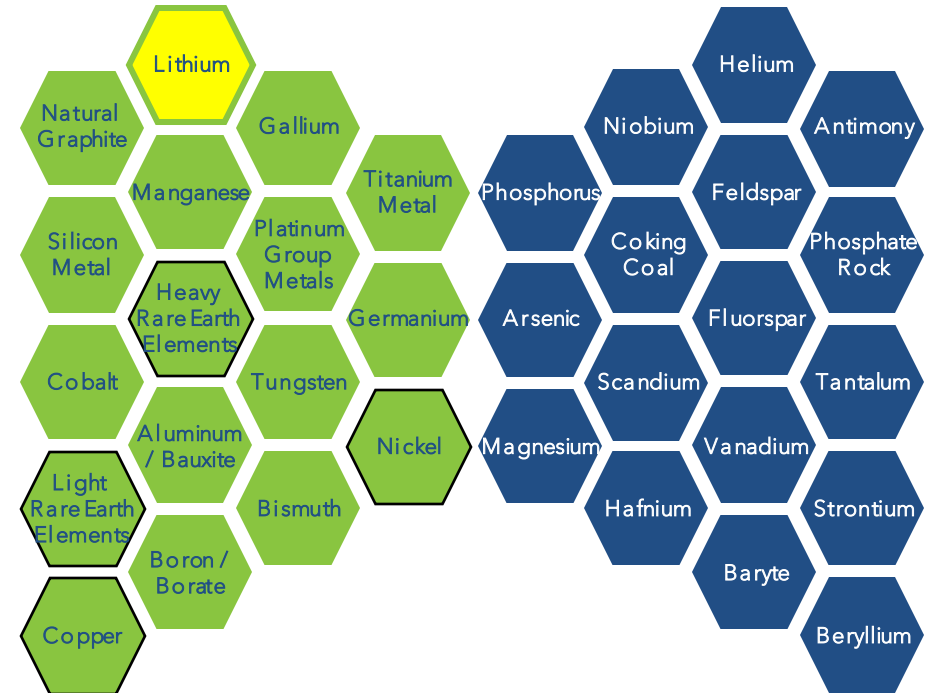 Lithium
Natural
Graphite
Gallium
Manganese
Titanium
Metal
Silicon
Metal
Platinum
Group
Metals
Heavy
Rare Earth
Elements
Germanium
Cobalt
Tungsten
Aluminum
/ Bauxite
Nickel
Light
Rare Earth
Elements
Bismuth
Boron /
Borate
Copper
Helium
Niobium
Antimony
Phosphorus
Feldspar
Coking
Coal
Phosphate
Rock
Arsenic
Fluorspar
Scandium
Tantalum
Magnesium
Vanadium
Hafnium
Strontium
Baryte
Beryllium